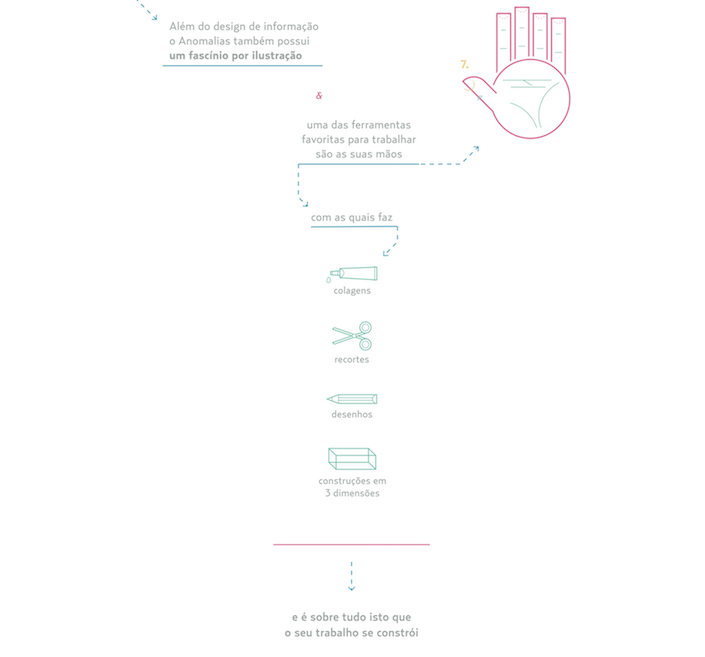 Além do design de informação
o Anomalias também possui
um fascínio por ilustração
&
7.
uma das ferramentas
favoritas para trabalhar
são as suas mãos
com as quais faz
colagens
recortes
desenhos
construções em
3 dimensões
e é sobre tudo isto que
o seu trabalho se constrói